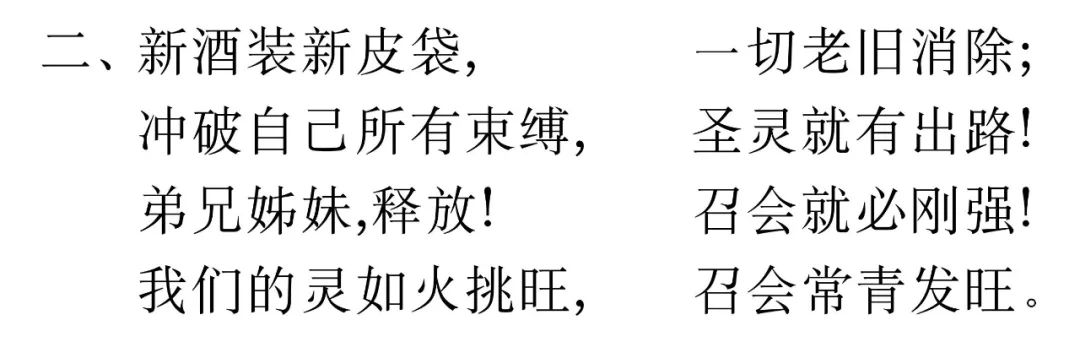 二、新酒装新皮袋, 一切老旧消除;
冲破自己所有束缚, 圣灵就有出路!
弟兄姊妹,释放! 召会就必刚强!
我们的灵如火挑旺, 召会常青发旺。